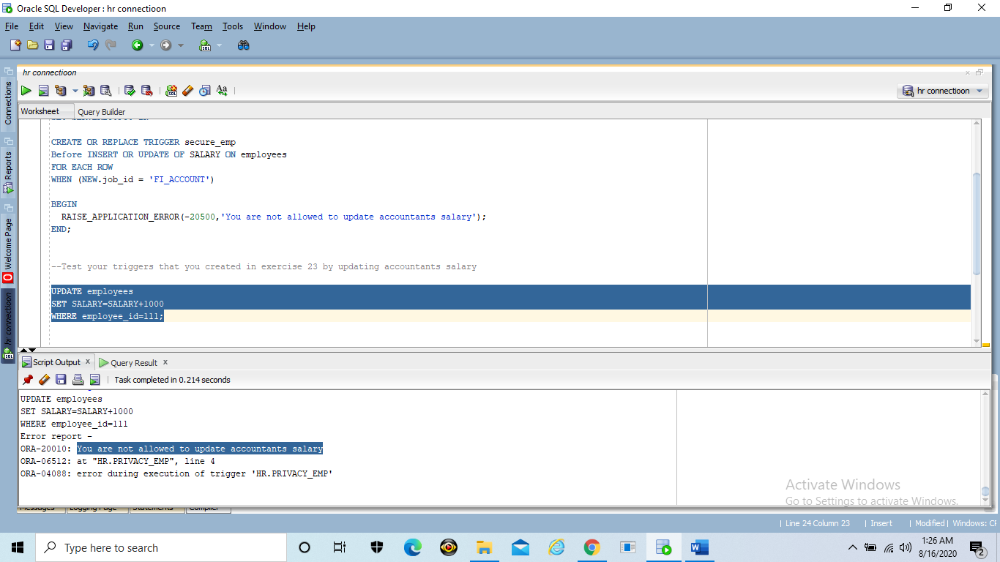 Oracle SQL Developer : hr connectioon
File Edit View Navigate Run Source Team Tools Window Help
hr connectioon
hr connectioon
Worksheet Query Builder
Connections
Reports
Welcome Page
hr connectioon
CREATE OR REPLACE TRIGGER secure_emp
Before INSERT OR UPDATE OF SALARY ON employees
FOR EACH ROW
WHEN (NEW.job_id = 'FI_ACCOUNT')
BEGIN
RAISE_APPLICATION_ERROR(-20500,'You are not allowed to update accountants salary');
END;
--Test your triggers that you created in exercise 23 by updating accountants salary
UPDATE employees
SET SALARY=SALARY+1000
WHERE employee_id=111;
Script Output x Query Result x
Task completed in 0.214 seconds
UPDATE employees
SET SALARY=SALARY+1000
WHERE employee_id=111
Error report -
ORA-20010: You are not allowed to update accountants salary
ORA-06512: at "HR.PRIVACY_EMP", line 4
ORA-04088: error during execution of trigger 'HR.PRIVACY_EMP'
Activate Windows
Go to Settings to activate Windows.
Messages Logging Page Statements Compiler
Line 24 Column 23 | Insert | Modified | Windows: CF
Type here to search
1:26 AM
8/16/2020
2